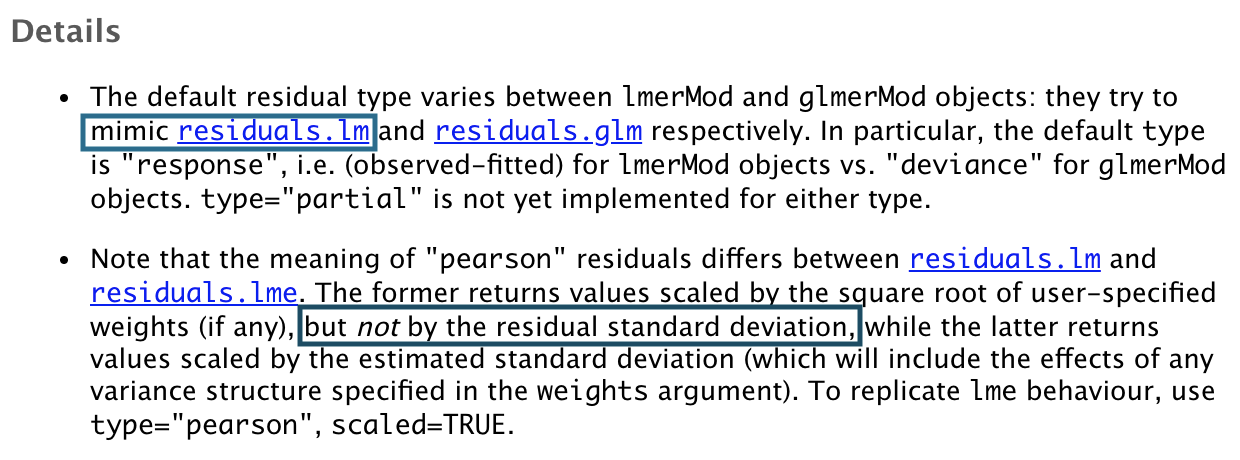 Details
• The default residual type varies between lmerMod and glmerMod objects: they try to
mimic residuals.lm and residuals.glm respectively. In particular, the default type
is "response", i.e. (observed-fitted) for lmerMod objects vs. "deviance" for glmerMod
objects. type="partial" is not yet implemented for either type.
• Note that the meaning of "pearson" residuals differs between residuals.lm and
residuals.lme. The former returns values scaled by the square root of user-specified
weights (if any), but not by the residual standard deviation, while the latter returns
values scaled by the estimated standard deviation (which will include the effects of any
variance structure specified in the weights argument). To replicate lme behaviour, use
type="pearson", scaled=TRUE.